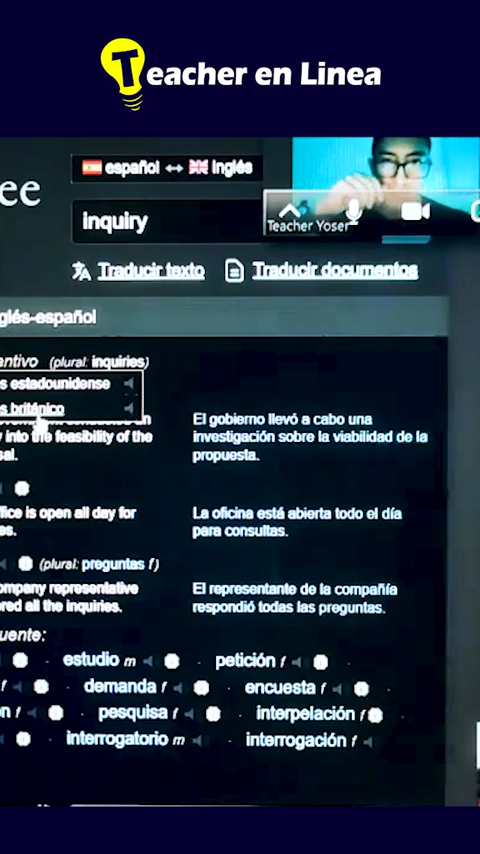 Teacher en Linea
ee
español ↔ inglés
inquiry
Teacher Yoser
Traducir texto
Traducir documentos
glés-español
antivo (plural: inquiries)
s estadounidense
s británico
into the feasibility of the
sal.
El gobierno llevó a cabo una
investigación sobre la viabilidad de la
propuesta.
fice is open all day for
es.
La oficina está abierta todo el día
para consultas.
(plural: preguntas f)
ompany representative
red all the inquiries.
El representante de la compañía
respondió todas las preguntas.
uente:
estudio m · petición f ·
f · demanda f · encuesta f ·
n f · pesquisa f · interpelación f ·
· interrogatorio m · interrogación f